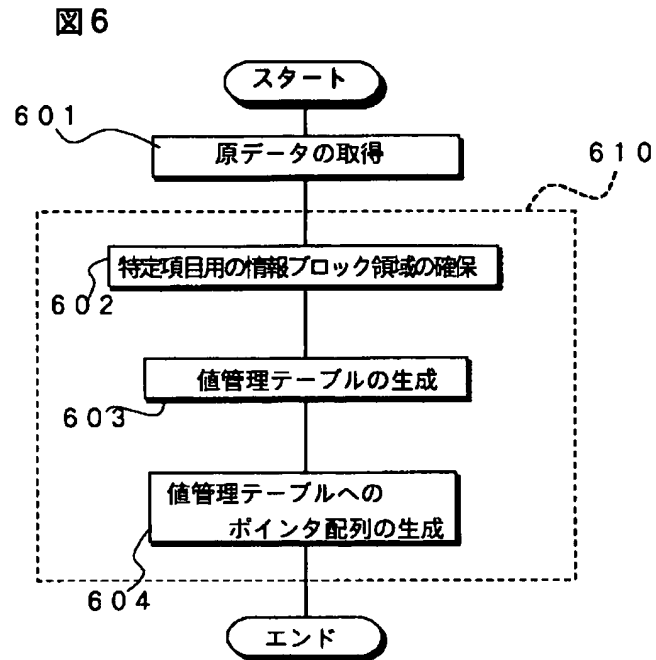 図6
スタート
601
原データの取得
610
特定項目用の情報ブロック領域の確保
602
値管理テーブルの生成
603
値管理テーブルへの
ポインタ配列の生成
604
エンド